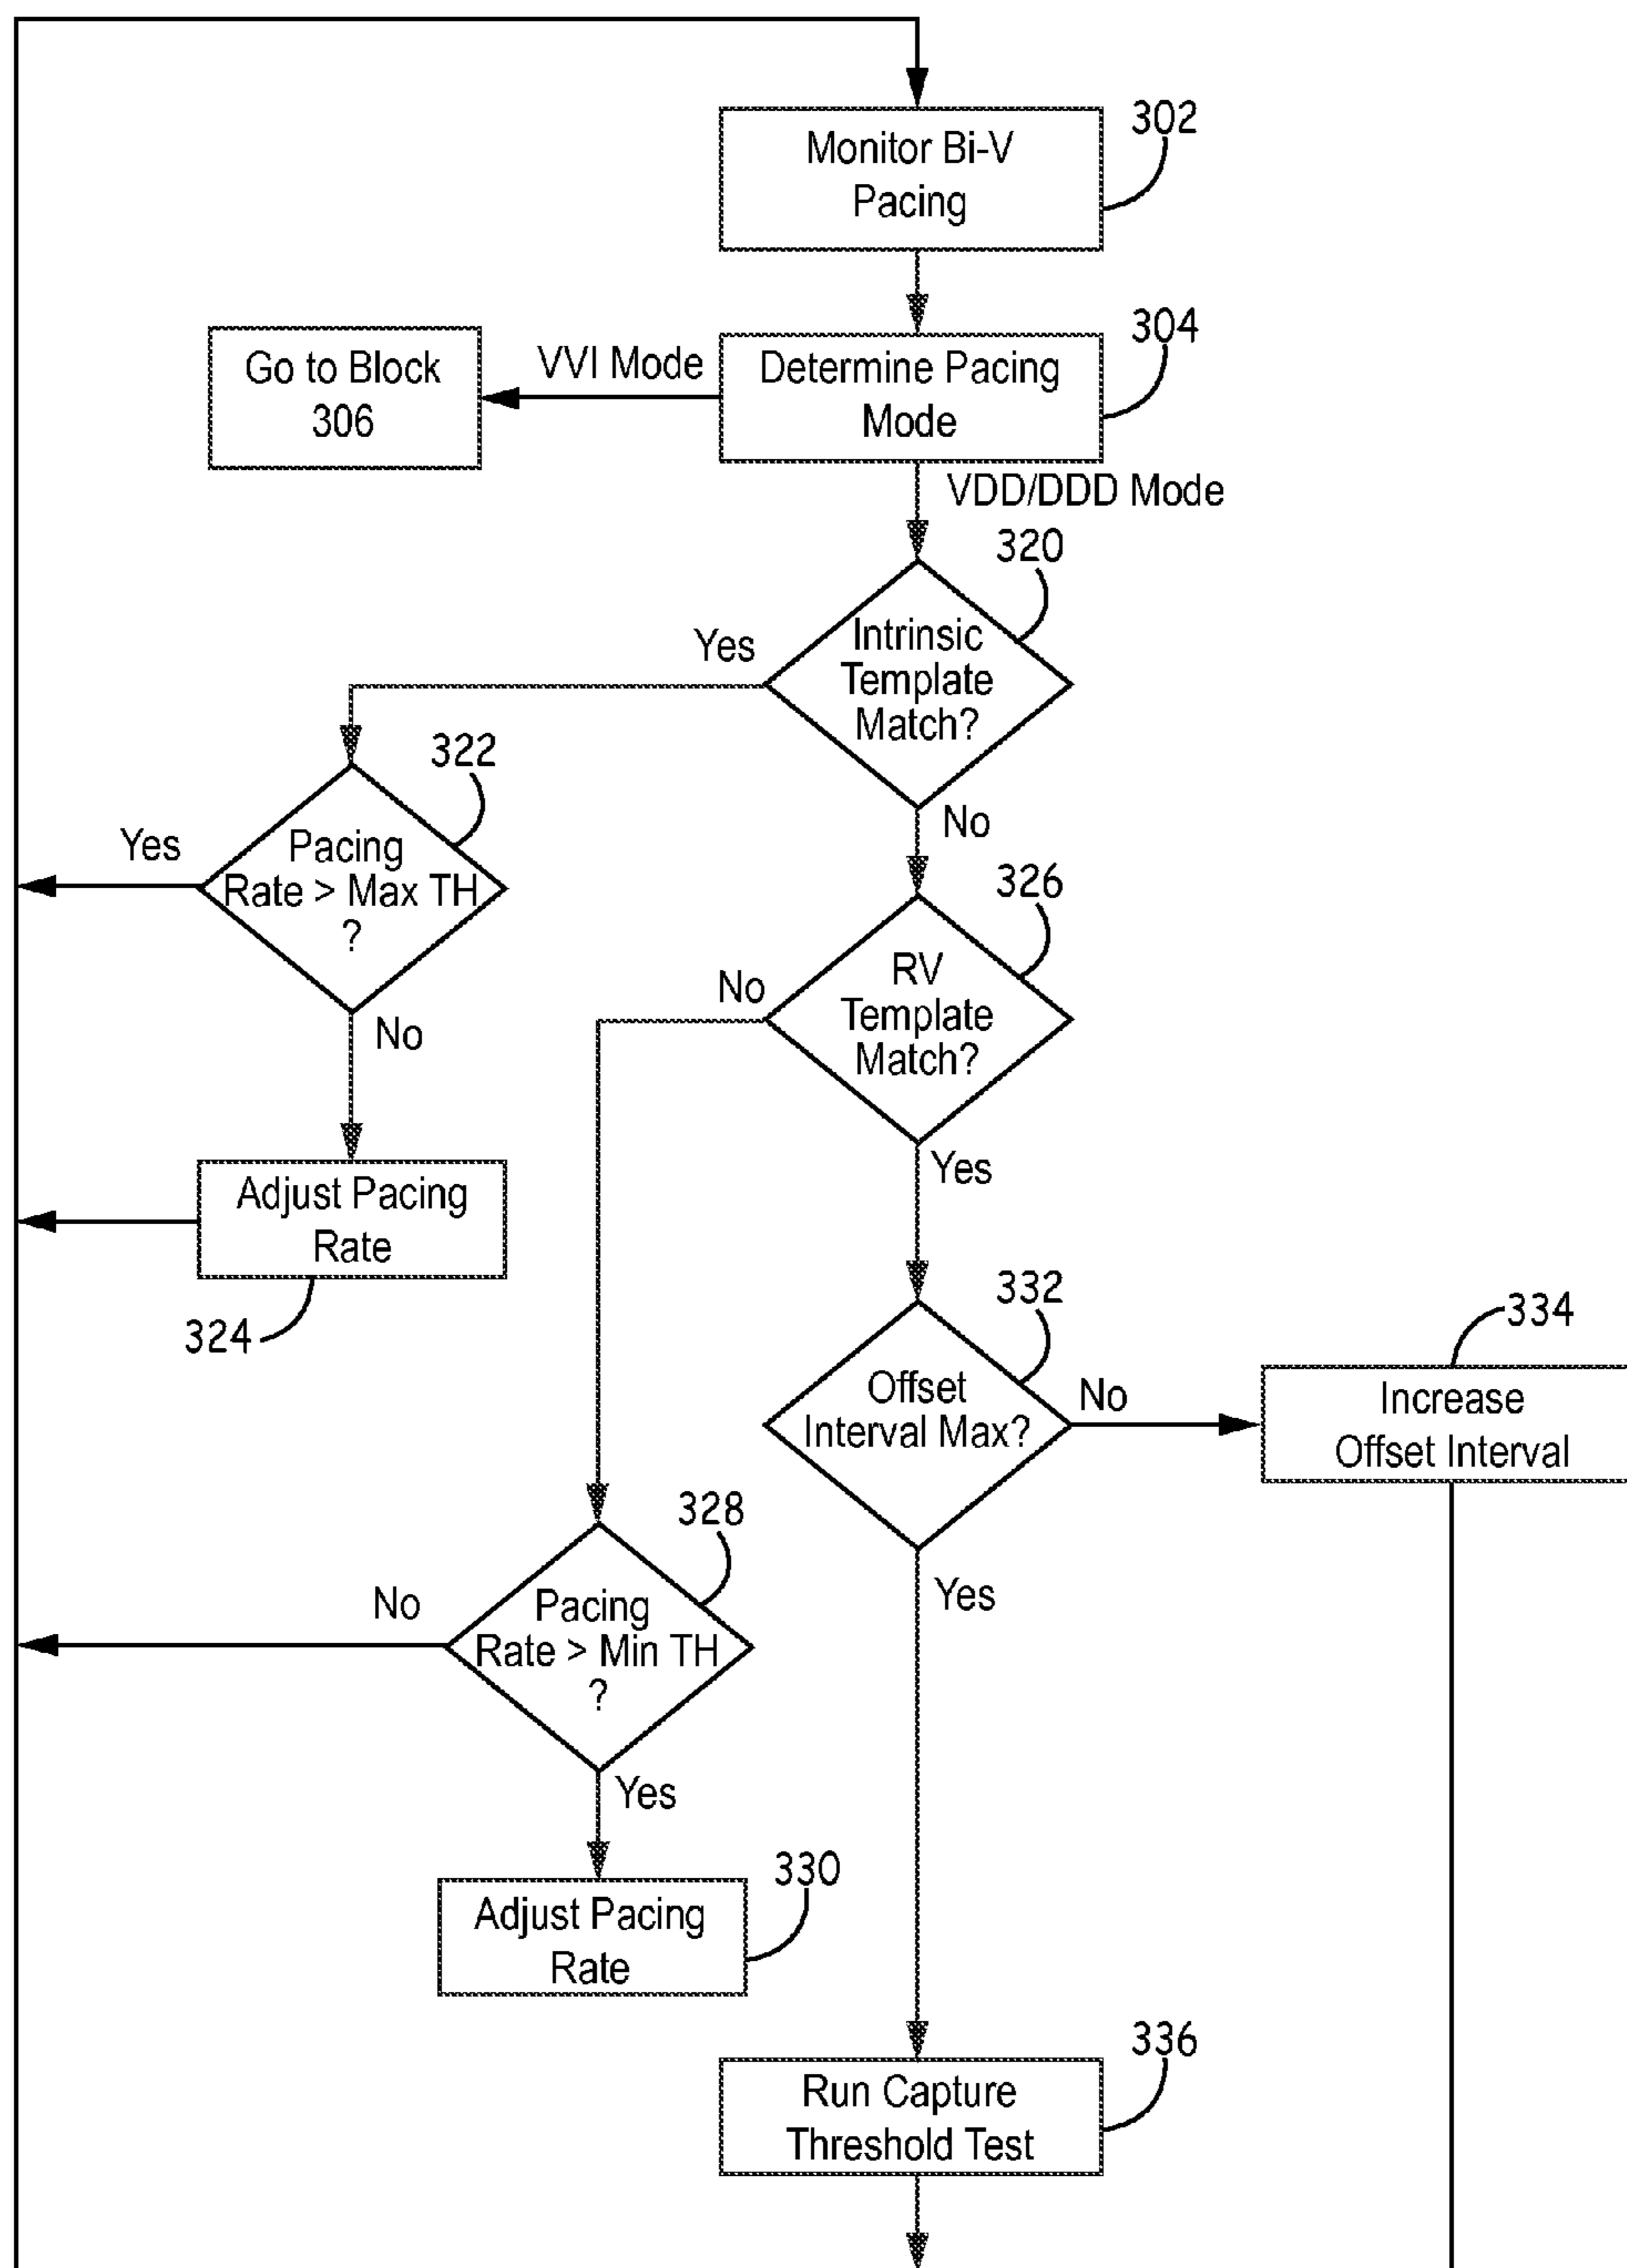 302
Monitor Bi-V
Pacing
304
Go to Block
306
VVI Mode
Determine Pacing
Mode
VDD/DDD Mode
320
Yes
Intrinsic
Template
Match?
322
No
Yes
Pacing
Rate > Max TH
?
326
No
RV
Template
Match?
No
Yes
Adjust Pacing
Rate
324
332
334
Offset
Interval Max?
No
Increase
Offset Interval
328
Yes
No
Pacing
Rate > Min TH
?
Yes
330
Adjust Pacing
Rate
336
Run Capture
Threshold Test